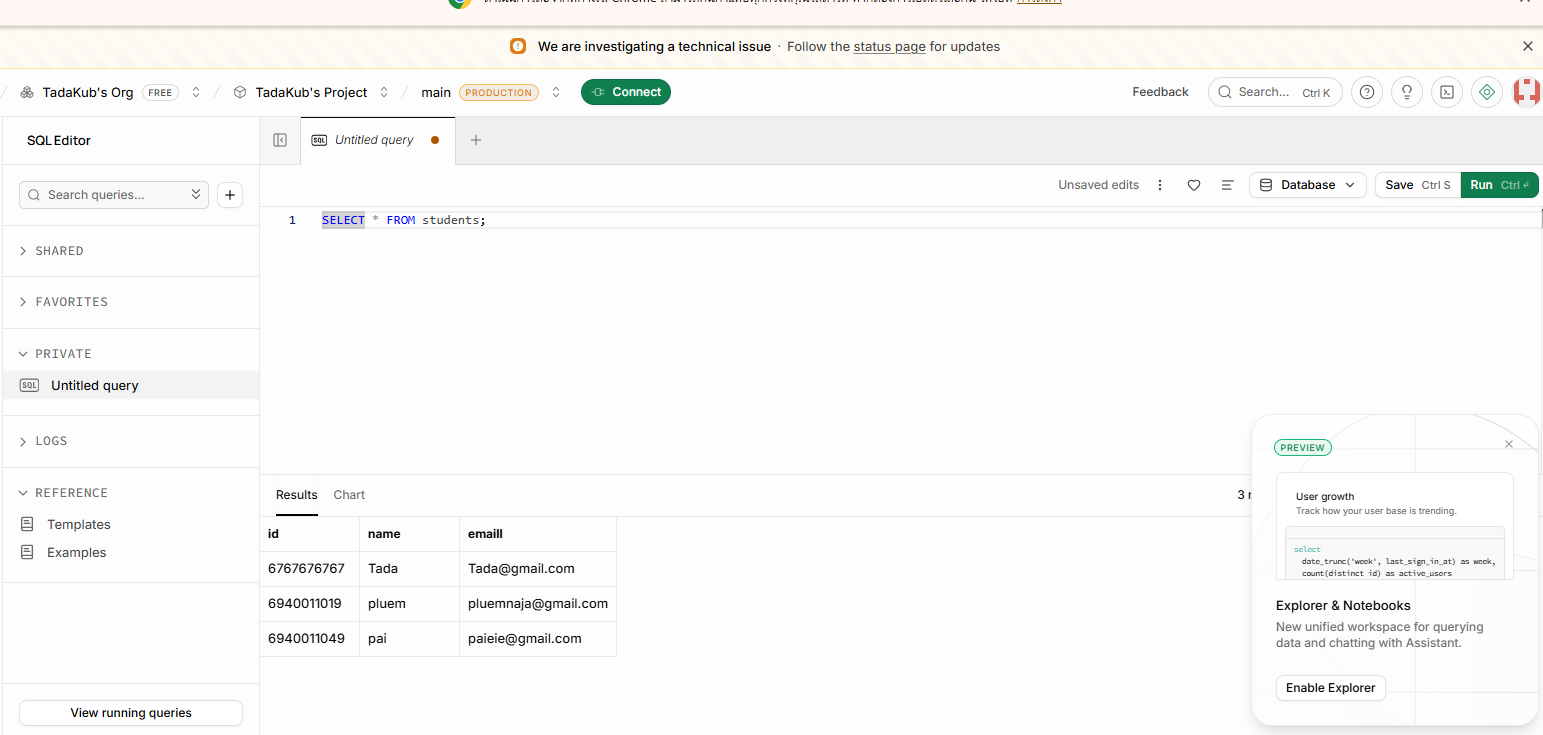 We are investigating a technical issue · Follow the status page for updates
TadaKub's Org FREE / TadaKub's Project / main PRODUCTION Connect Feedback Search... Ctrl K
SQL Editor
SQL Untitled query
Search queries...
Unsaved edits Database Save Ctrl S Run Ctrl ↵
1 SELECT * FROM students;
SHARED
FAVORITES
PRIVATE
SQL Untitled query
LOGS
REFERENCE
Templates
Examples
View running queries
Results Chart 3
id name emaill
6767676767 Tada Tada@gmail.com
6940011019 pluem pluemnaja@gmail.com
6940011049 pai paieie@gmail.com
PREVIEW
User growth
Track how your user base is trending.
select
date_trunc('week', last_sign_in_at) as week,
count(distinct id) as active_users
Explorer & Notebooks
New unified workspace for querying
data and chatting with Assistant.
Enable Explorer